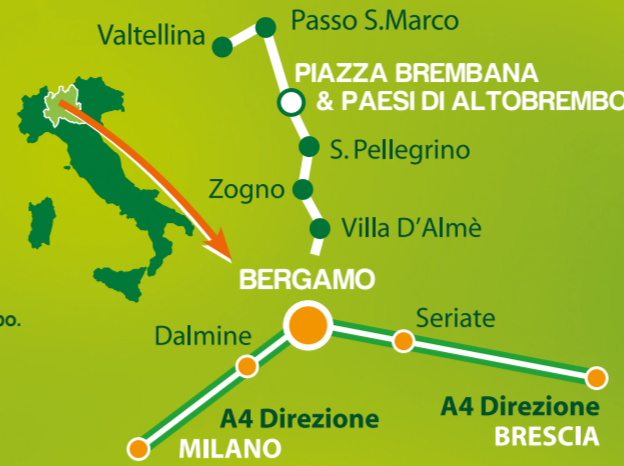 Passo S.Marco
Valtellina
PIAZZA BREMBANA
& PAESI DI ALTOBREMBO
S. Pellegrino
Zogno
Villa D'Almè
BERGAMO
Dalmine
Seriate
A4 Direzione
MILANO
A4 Direzione
BRESCIA